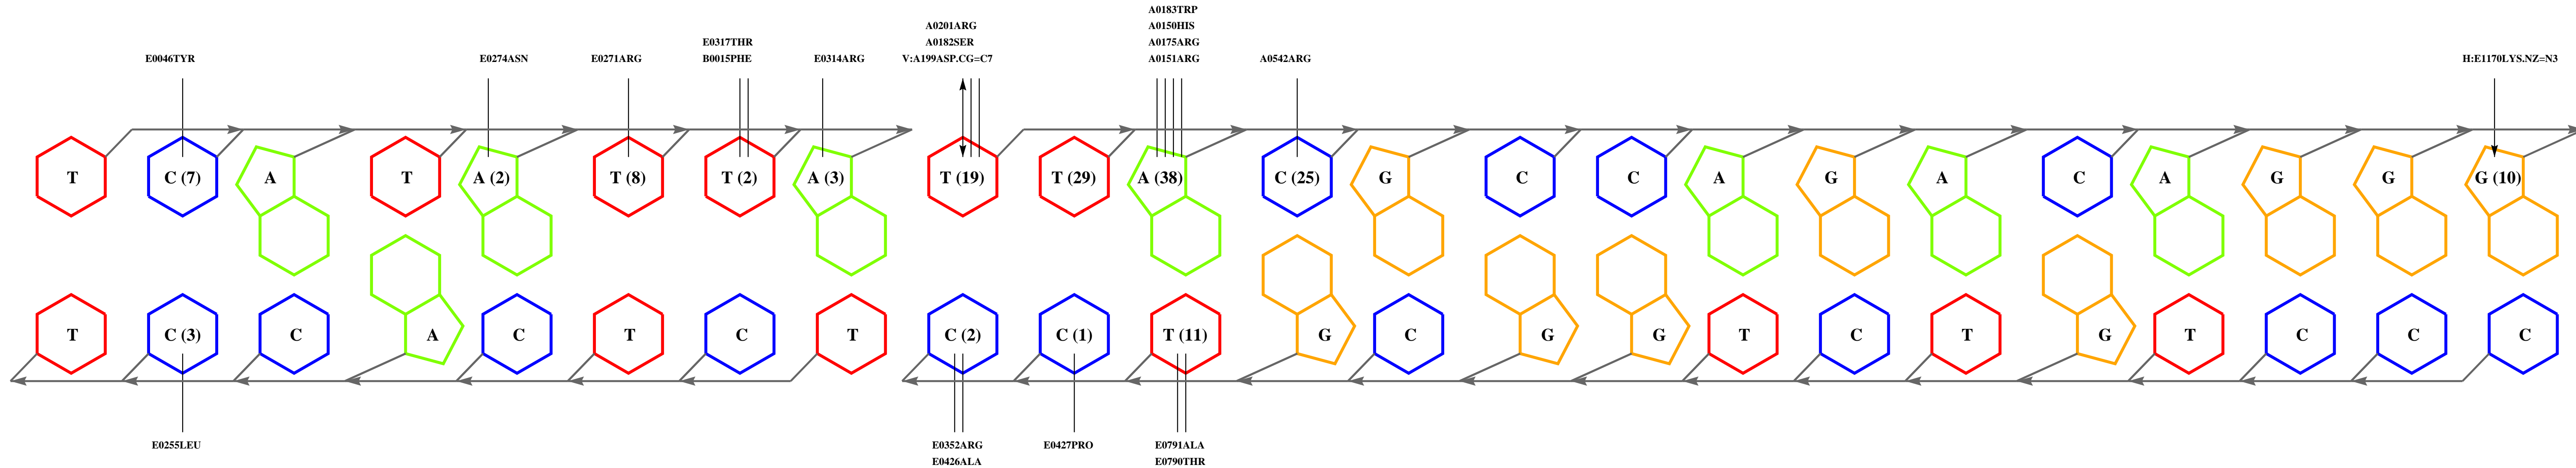 A0183TRP
A0201ARG A0150HIS
E0317THR A0182SER A0175ARG
E0046TYR E0274ASN E0271ARG B0015PHE E0314ARG V:A199ASP.CG=C7 A0151ARG A0542ARG H:E1170LYS.NZ=N3
T C (7) A T A (2) T (8) T (2) A (3) T (19) T (29) A (38) C (25) G C C A G A C A G G G (10)
T C (3) C A C T C T C (2) C (1) T (11) G C G G T C T G T C C C
E0255LEU E0352ARG E0427PRO E0791ALA
E0426ALA E0790THR